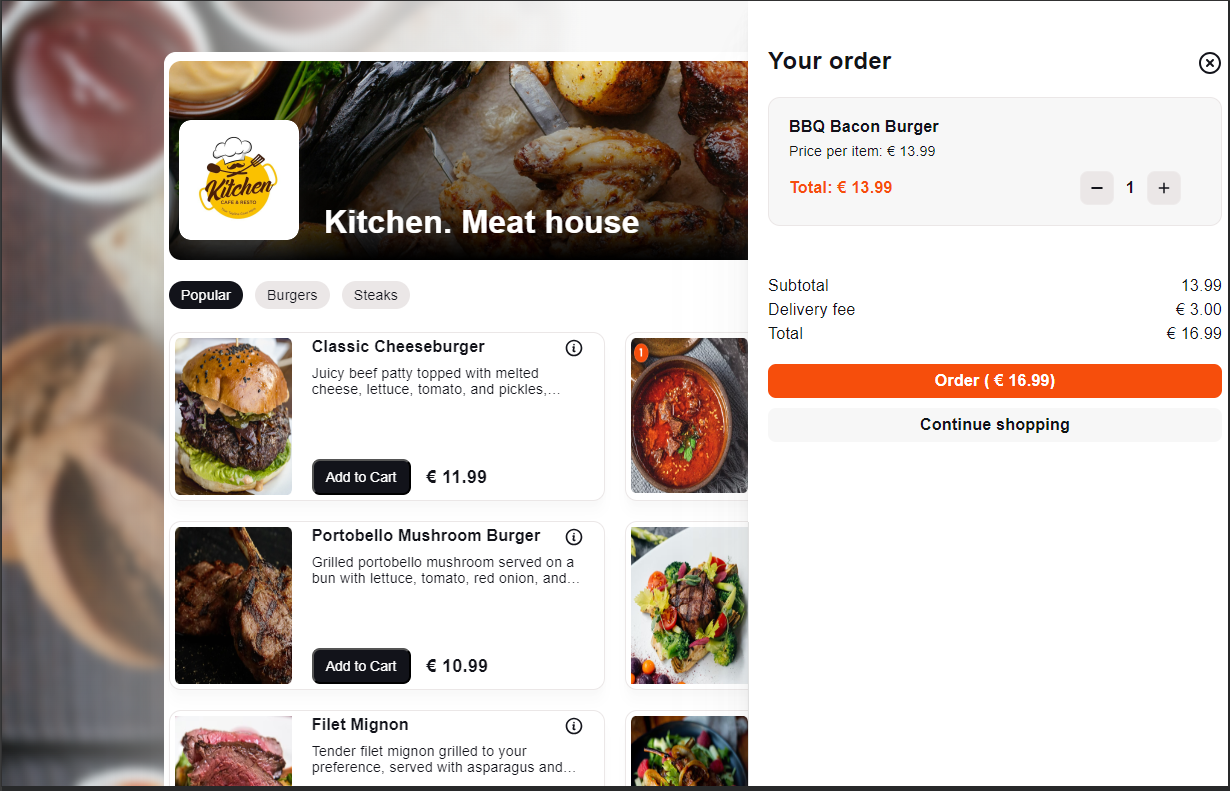 Kitchen
CAFE & RESTO
Kitchen. Meat house
Popular
Burgers
Steaks
Classic Cheeseburger
Juicy beef patty topped with melted
cheese, lettuce, tomato, and pickles,...
Add to Cart
€ 11.99
1
Portobello Mushroom Burger
Grilled portobello mushroom served on a
bun with lettuce, tomato, red onion, and...
Add to Cart
€ 10.99
Filet Mignon
Tender filet mignon grilled to your
preference, served with asparagus and...
Your order
BBQ Bacon Burger
Price per item: € 13.99
Total: € 13.99
1
Subtotal 13.99
Delivery fee € 3.00
Total € 16.99
Order ( € 16.99)
Continue shopping